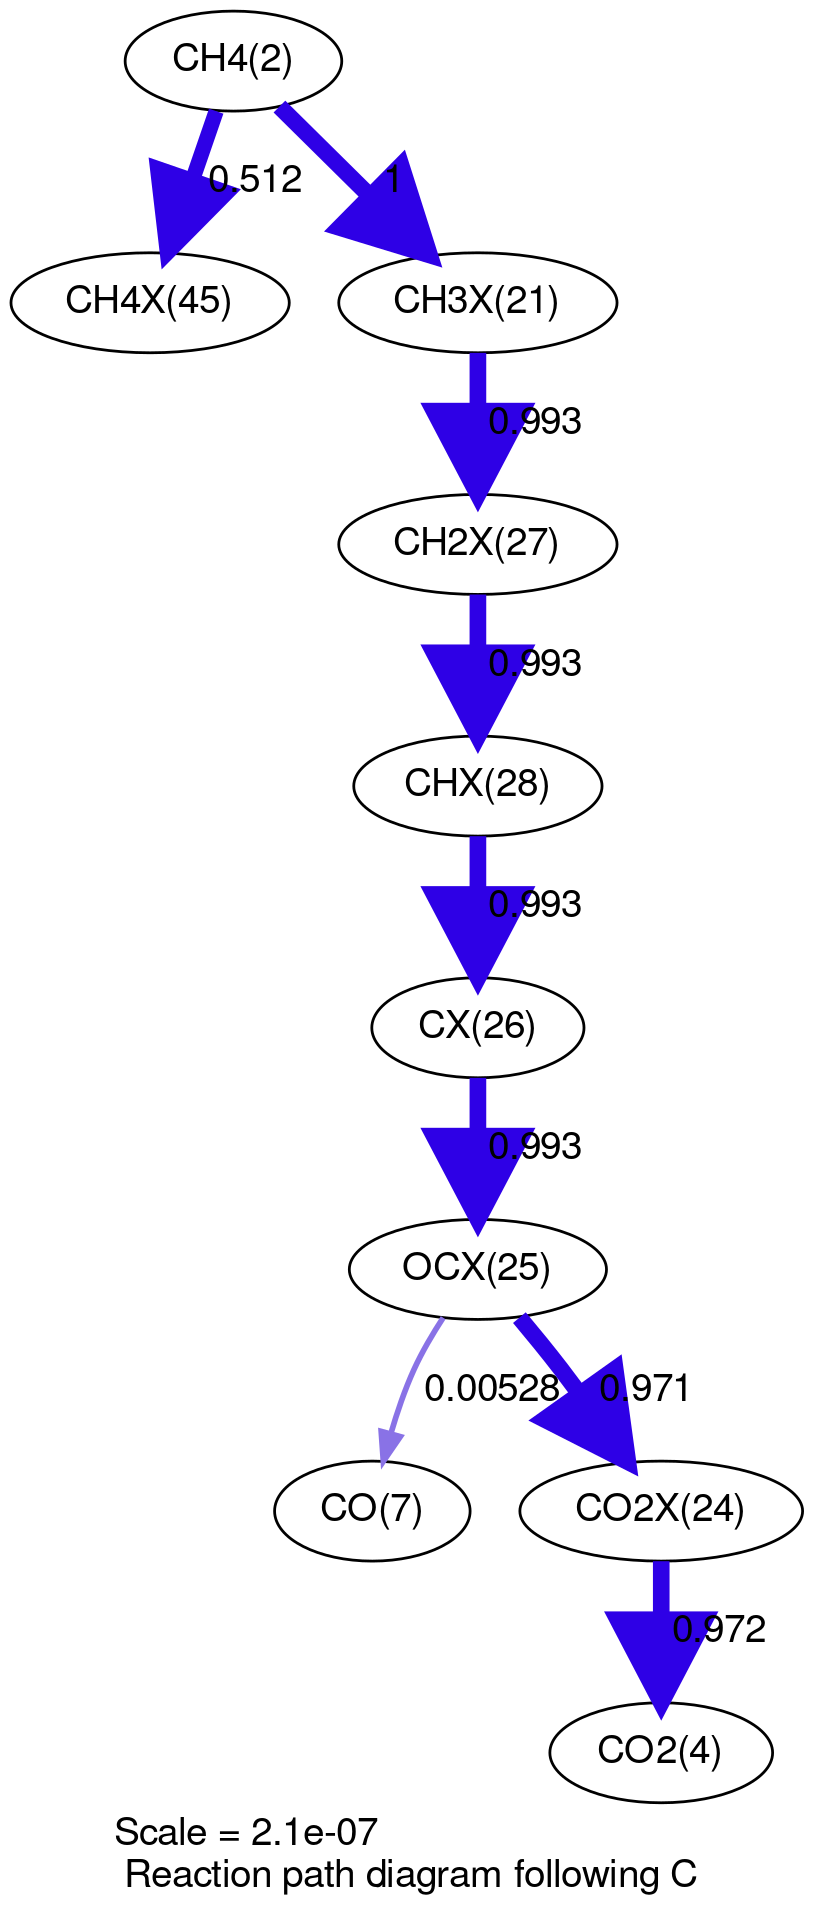 CH4(2)
0.512
1
CH4X(45)
CH3X(21)
0.993
CH2X(27)
0.993
CHX(28)
0.993
CX(26)
0.993
OCX(25)
0.00528
0.971
CO(7)
CO2X(24)
0.972
CO2(4)
Scale = 2.1e-07
Reaction path diagram following C